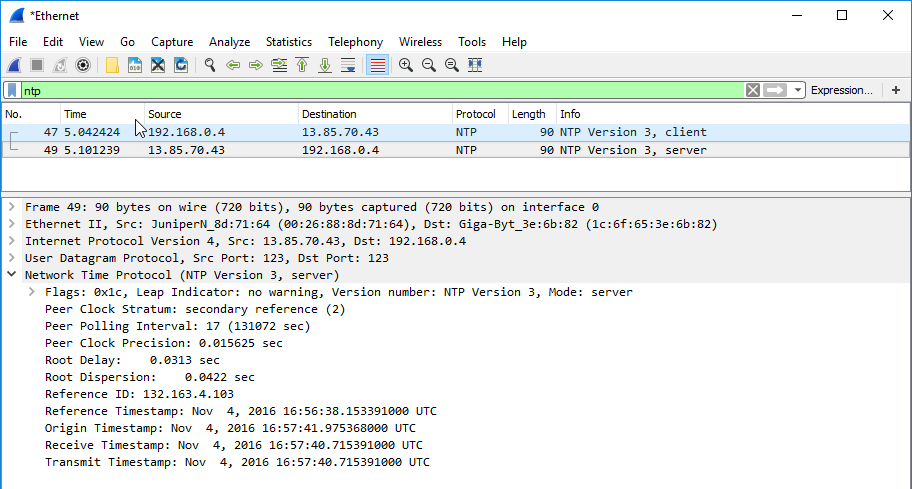 *Ethernet
File Edit View Go Capture Analyze Statistics Telephony Wireless Tools Help
ntp Expression... +
No. Time Source Destination Protocol Length Info
47 5.042424 192.168.0.4 13.85.70.43 NTP 90 NTP Version 3, client
49 5.101239 13.85.70.43 192.168.0.4 NTP 90 NTP Version 3, server
Frame 49: 90 bytes on wire (720 bits), 90 bytes captured (720 bits) on interface 0
Ethernet II, Src: JuniperN_8d:71:64 (00:26:88:8d:71:64), Dst: Giga-Byt_3e:6b:82 (1c:6f:65:3e:6b:82)
Internet Protocol Version 4, Src: 13.85.70.43, Dst: 192.168.0.4
User Datagram Protocol, Src Port: 123, Dst Port: 123
Network Time Protocol (NTP Version 3, server)
Flags: 0x1c, Leap Indicator: no warning, Version number: NTP Version 3, Mode: server
Peer Clock Stratum: secondary reference (2)
Peer Polling Interval: 17 (131072 sec)
Peer Clock Precision: 0.015625 sec
Root Delay:    0.0313 sec
Root Dispersion:    0.0422 sec
Reference ID: 132.163.4.103
Reference Timestamp: Nov  4, 2016 16:56:38.153391000 UTC
Origin Timestamp: Nov  4, 2016 16:57:41.975368000 UTC
Receive Timestamp: Nov  4, 2016 16:57:40.715391000 UTC
Transmit Timestamp: Nov  4, 2016 16:57:40.715391000 UTC